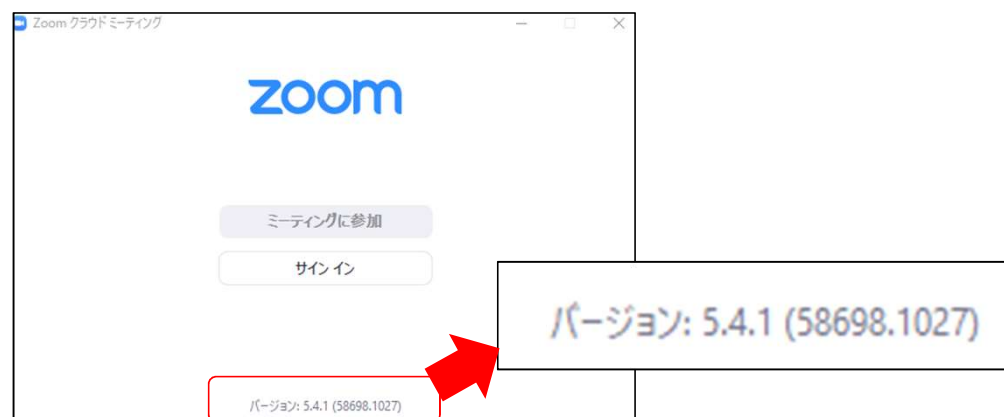 Zoom クラウド ミーティング
zoom
ミーティングに参加
サイン イン
バージョン: 5.4.1 (58698.1027)
バージョン: 5.4.1 (58698.1027)